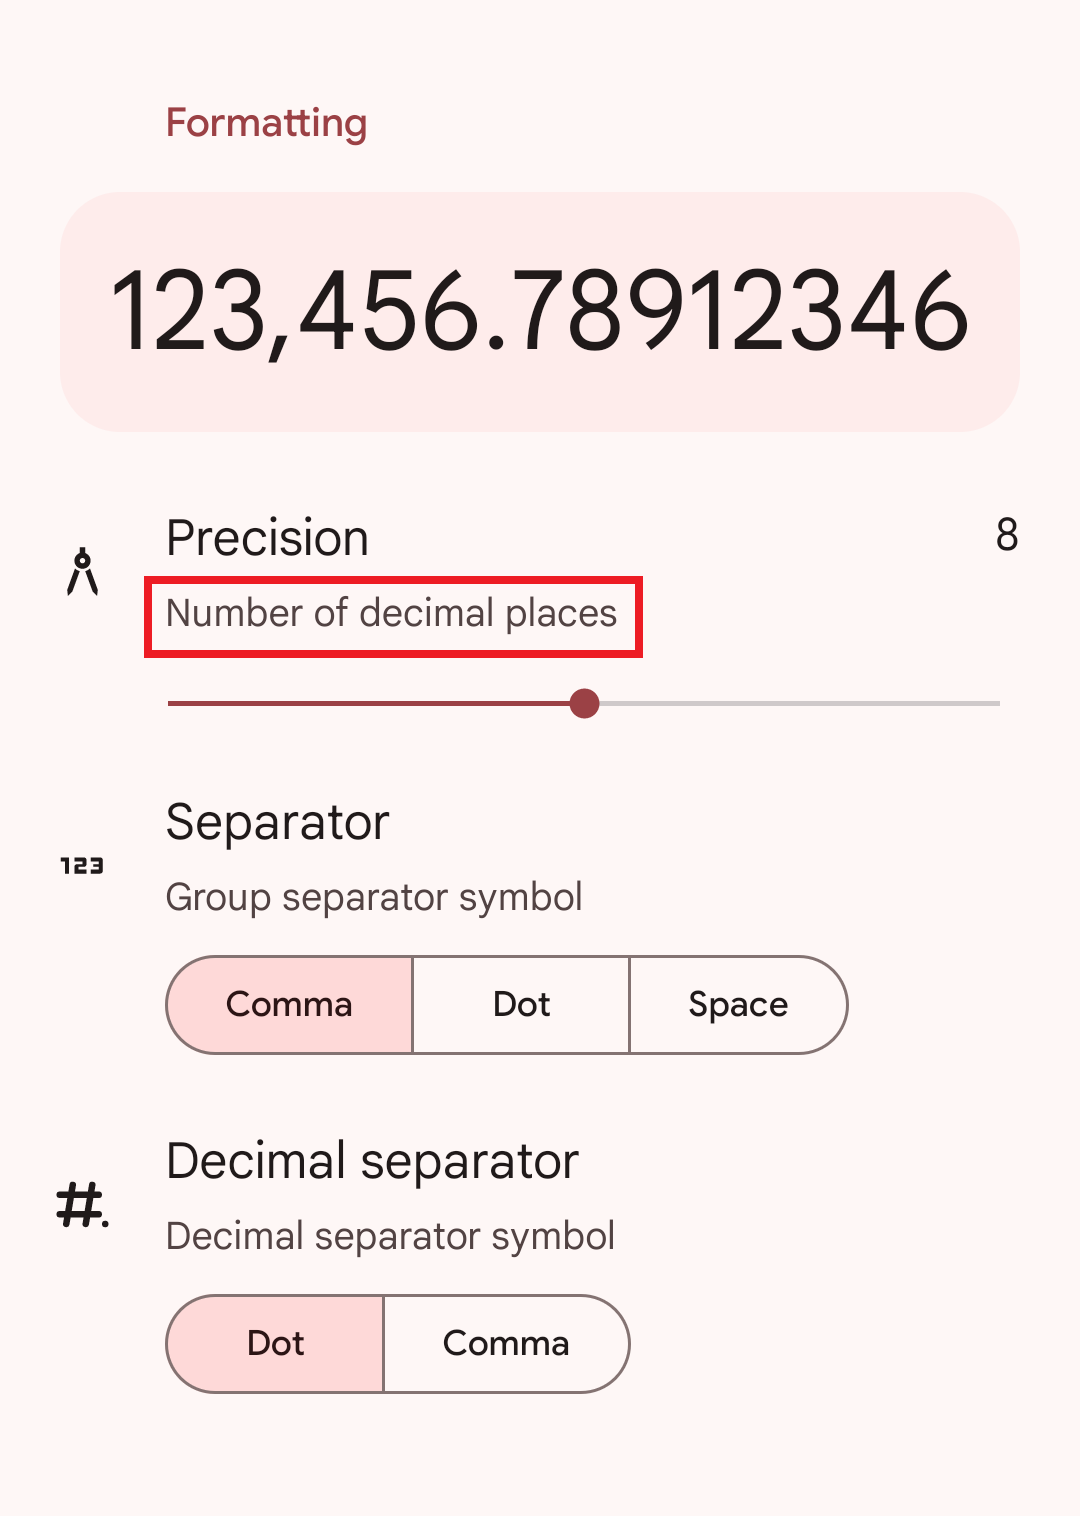 Formatting
123,456.78912346
Precision 8
Number of decimal places
Separator
123
Group separator symbol
Comma Dot Space
Decimal separator
#.
Decimal separator symbol
Dot Comma